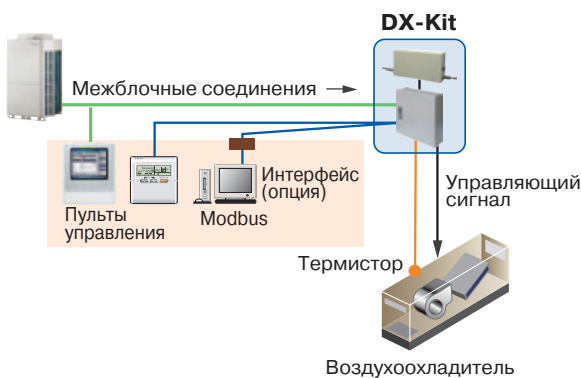 DX-Kit
Межблочные соединения
Интерфейс
(опция)
Пульты
управления
Modbus
Управляющий
сигнал
Термистор
Воздухоохладитель